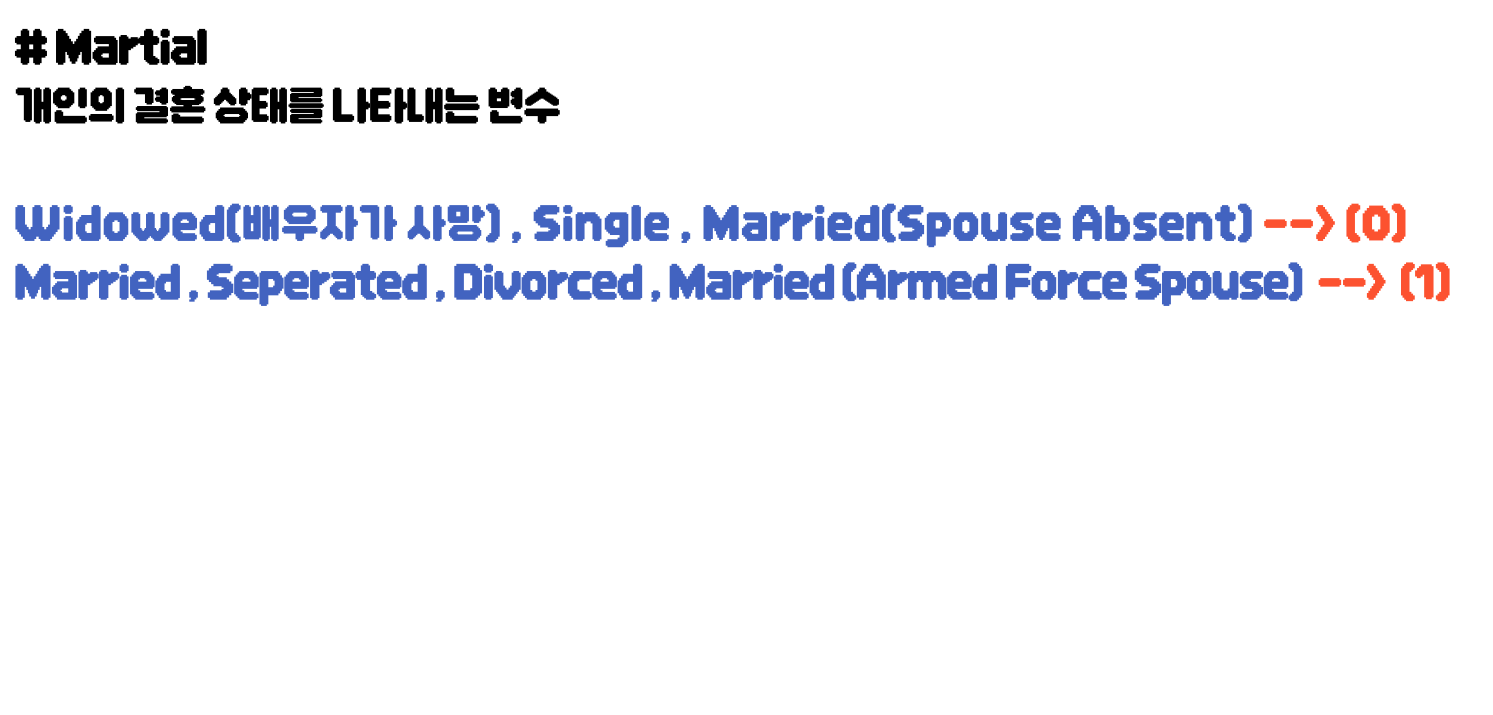 # Martial
개인의 결혼 상태를 나타내는 변수
Widowed(배우자가 사망) , Single , Married(Spouse Absent) --> (0)
Married , Seperated , Divorced , Married (Armed Force Spouse) --> (1)